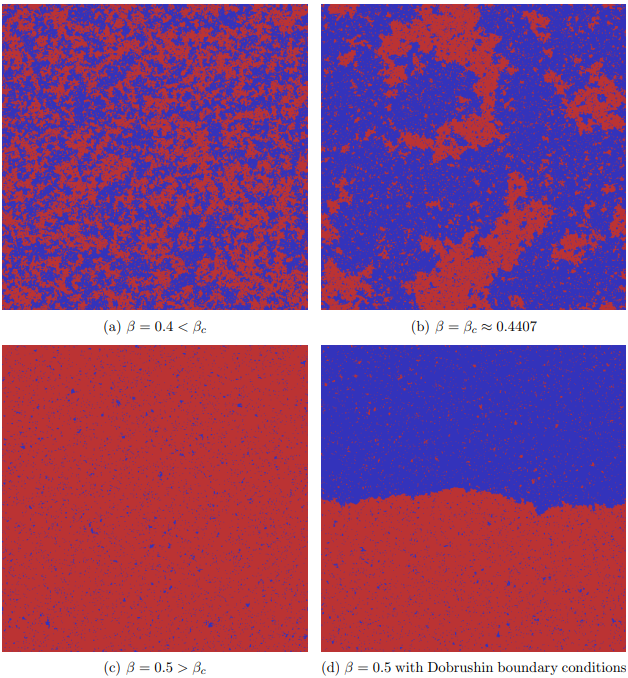 (a) β = 0.4 < β_c
(b) β = β_c ≈ 0.4407
(c) β = 0.5 > β_c
(d) β = 0.5 with Dobrushin boundary conditions